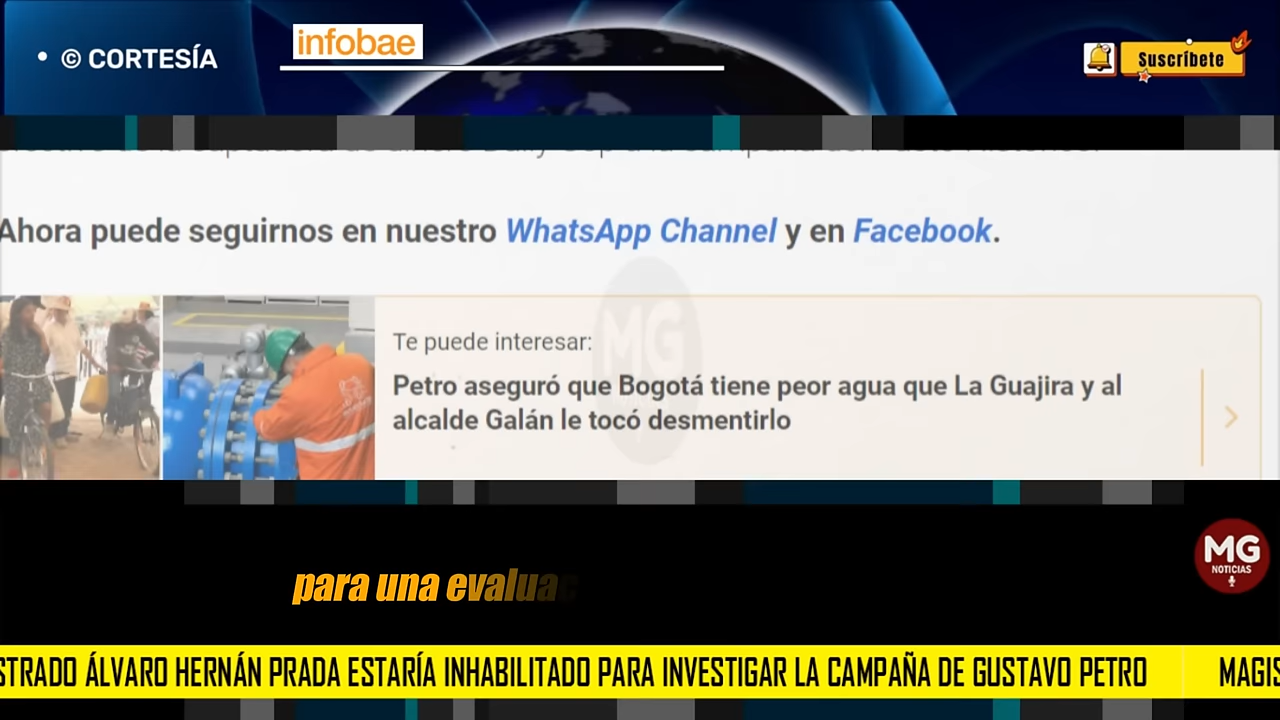 • © CORTESÍA
infobae
Suscríbete
Ahora puede seguirnos en nuestro WhatsApp Channel y en Facebook.
MG
Te puede interesar:
Petro aseguró que Bogotá tiene peor agua que La Guajira y al
alcalde Galán le tocó desmentirlo
MG
NOTICIAS
para una evaluac
STRADO ÁLVARO HERNÁN PRADA ESTARÍA INHABILITADO PARA INVESTIGAR LA CAMPAÑA DE GUSTAVO PETRO MAGIS